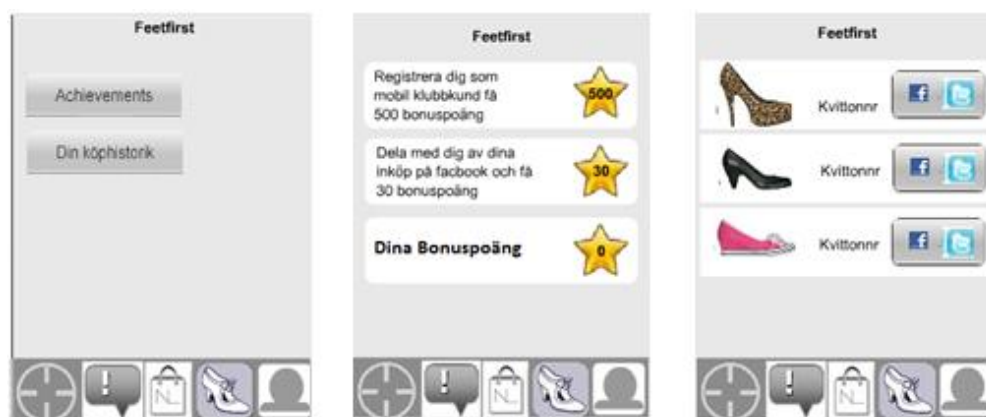 Feetfirst
Achievements
Din köphistorik
Feetfirst
Registrera dig som
mobil klubbkund få
500 bonuspoäng
500
Dela med dig av dina
inköp på facbook och få
30 bonuspoäng
30
Dina Bonuspoäng
0
Feetfirst
Kvittonnr
Kvittonnr
Kvittonnr